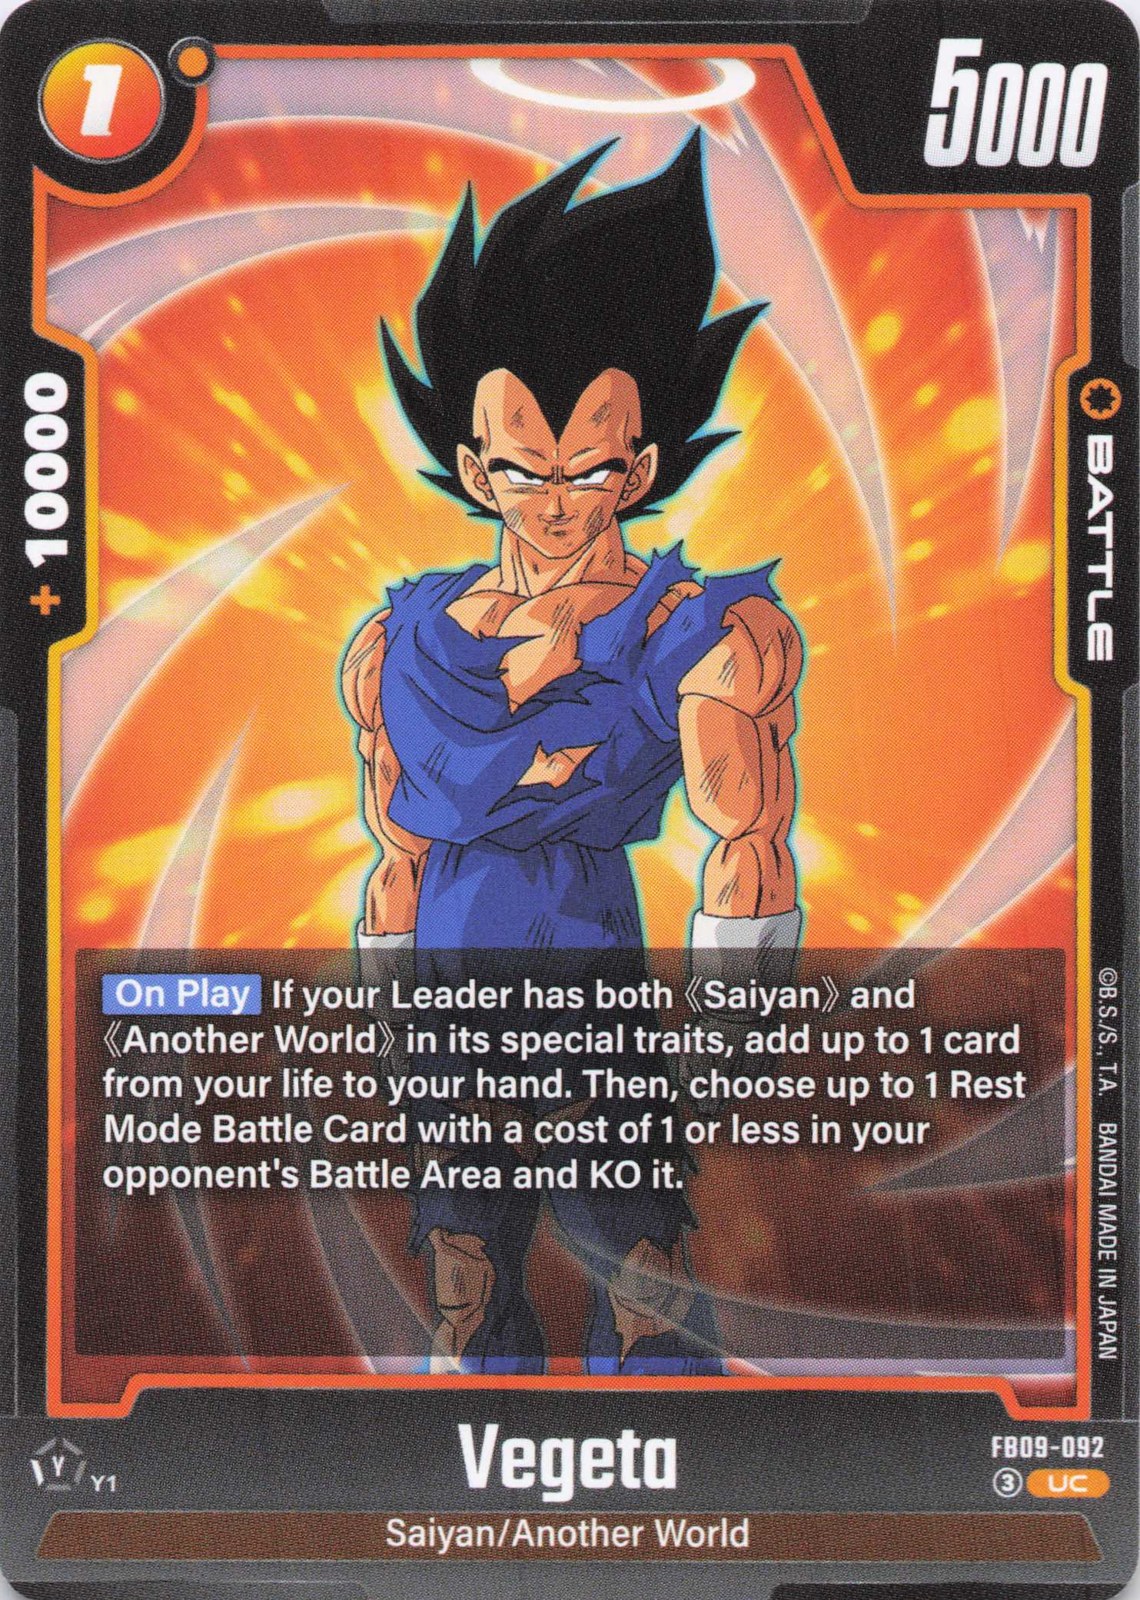 1
5000
+10000
BATTLE
On Play If your Leader has both 《Saiyan》 and
《Another World》 in its special traits, add up to 1 card
from your life to your hand. Then, choose up to 1 Rest
Mode Battle Card with a cost of 1 or less in your
opponent's Battle Area and KO it.
©B.S./S., T.A. BANDAI MADE IN JAPAN
Vegeta
Y Y1
FB09-092
③ UC
Saiyan/Another World